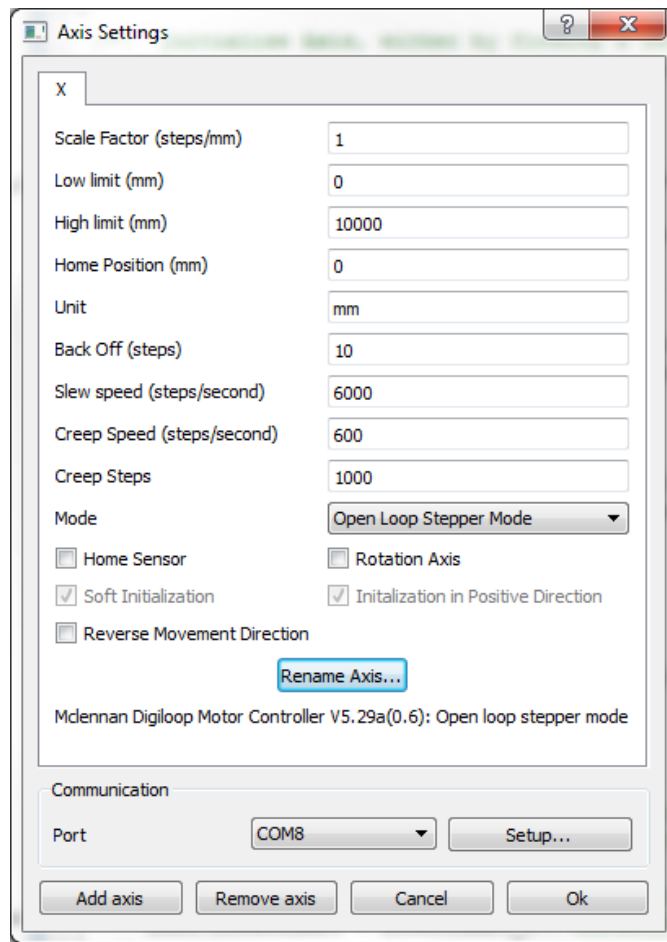 Axis Settings
?
X
X
Scale Factor (steps/mm) 1
Low limit (mm) 0
High limit (mm) 10000
Home Position (mm) 0
Unit mm
Back Off (steps) 10
Slew speed (steps/second) 6000
Creep Speed (steps/second) 600
Creep Steps 1000
Mode Open Loop Stepper Mode
Home Sensor Rotation Axis
Soft Initialization Initalization in Positive Direction
Reverse Movement Direction
Rename Axis...
Mclennan Digiloop Motor Controller V5.29a(0.6): Open loop stepper mode
Communication
Port COM8 Setup...
Add axis Remove axis Cancel Ok